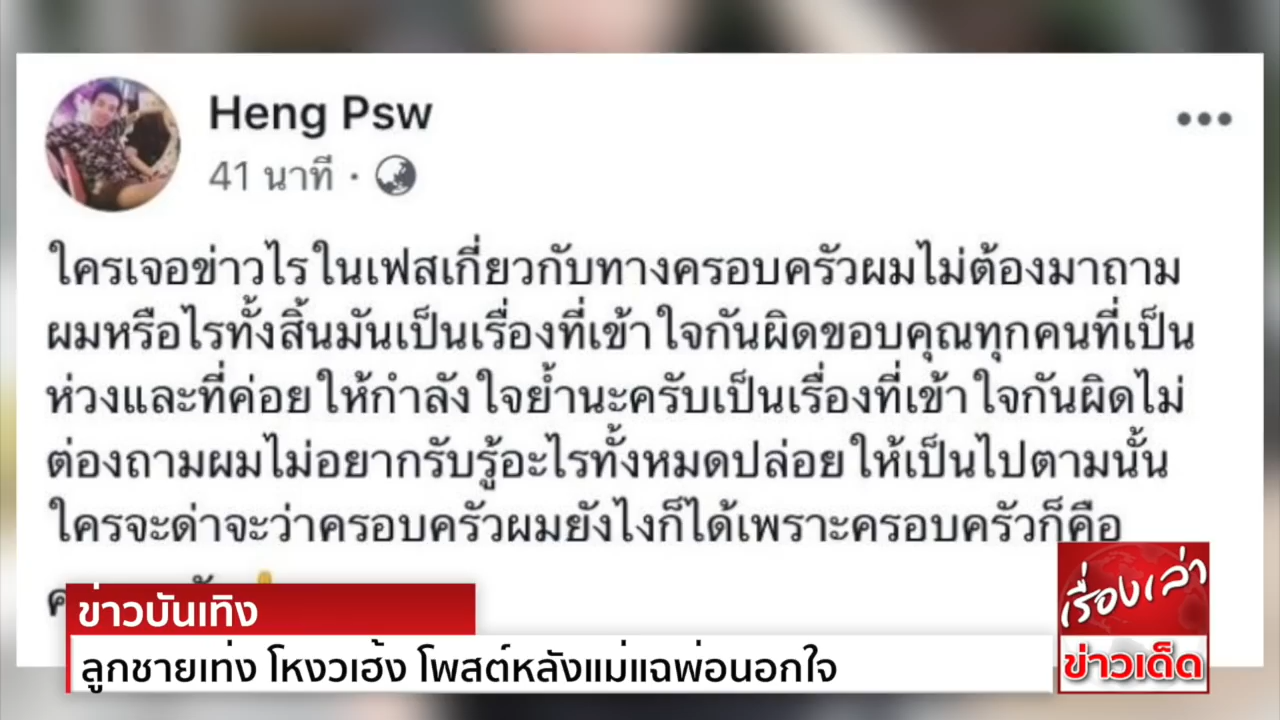 Heng Psw
41 นาที ·
ใครเจอข่าวไรในเฟสเกี่ยวกับทางครอบครัวผมไม่ต้องมาถาม
ผมหรือไรทั้งสิ้นมันเป็นเรื่องที่เข้าใจกันผิดขอบคุณทุกคนที่เป็น
ห่วงและที่ค่อยให้กำลังใจย้ำนะครับเป็นเรื่องที่เข้าใจกันผิดไม่
ต่องถามผมไม่อยากรับรู้อะไรทั้งหมดปล่อยให้เป็นไปตามนั้น
ใครจะด่าจะว่าครอบครัวผมยังไงก็ได้เพราะครอบครัวก็คือ
ข่าวบันเทิง
ลูกชายเท่ง โหงวเฮ้ง โพสต์หลังแม่แฉพ่อนอกใจ
เรื่องเล่า
ข่าวเด็ด